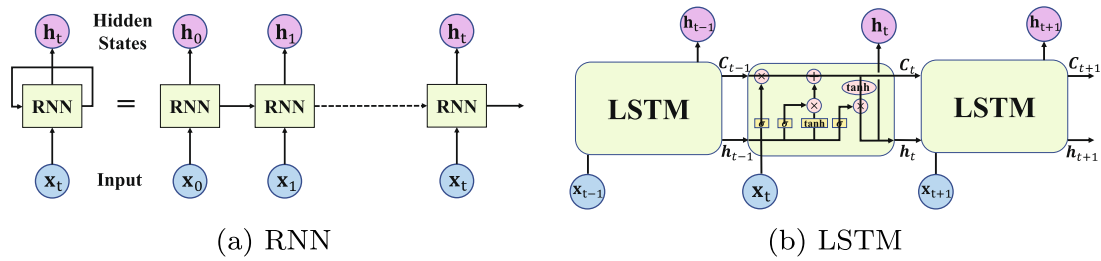 h_t
Hidden
States
h_0
h_1
h_t
RNN
=
RNN
RNN
RNN
x_t
Input
x_0
x_1
x_t
(a) RNN
h_{t-1}
h_t
h_{t+1}
LSTM
C_{t-1}
× +
tanh
× ×
σ σ tanh σ
h_{t-1}
C_t
h_t
LSTM
C_{t+1}
h_{t+1}
x_{t-1}
x_t
x_{t+1}
(b) LSTM